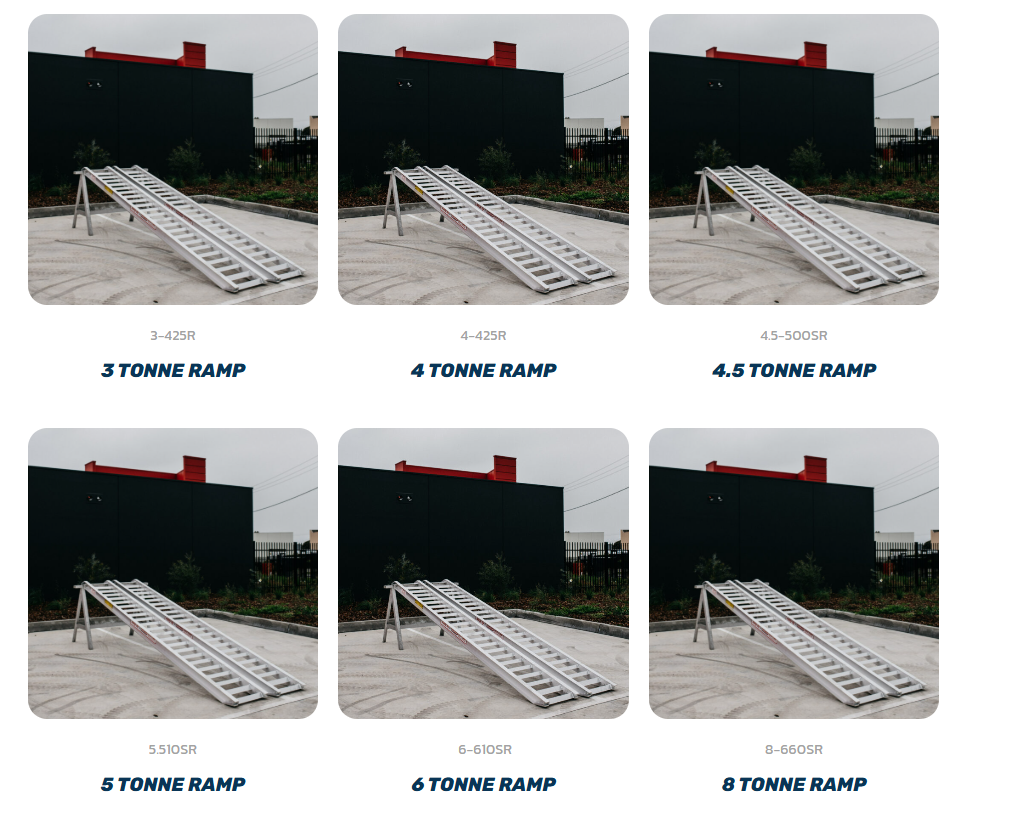 3-425R
4-425R
4.5-500SR
3 TONNE RAMP
4 TONNE RAMP
4.5 TONNE RAMP
5.510SR
6-610SR
8-660SR
5 TONNE RAMP
6 TONNE RAMP
8 TONNE RAMP